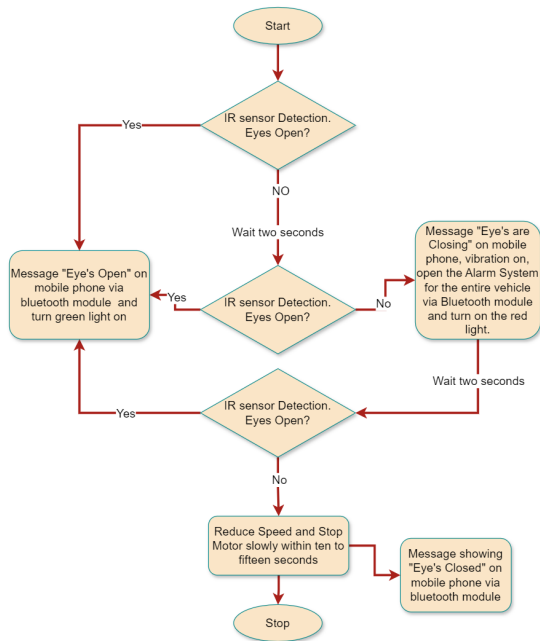 Start
IR sensor Detection.
Eyes Open?
Yes
NO
Wait two seconds
Message "Eye's are
Closing" on mobile
phone, vibration on,
open the Alarm System
for the entire vehicle
via Bluetooth module
and turn on the red
light.
Message "Eye's Open" on
mobile phone via
bluetooth module and
turn green light on
Yes
IR sensor Detection.
Eyes Open?
No
Wait two seconds
IR sensor Detection.
Eyes Open?
Yes
No
Reduce Speed and Stop
Motor slowly within ten to
fifteen seconds
Message showing
"Eye's Closed" on
mobile phone via
bluetooth module
Stop